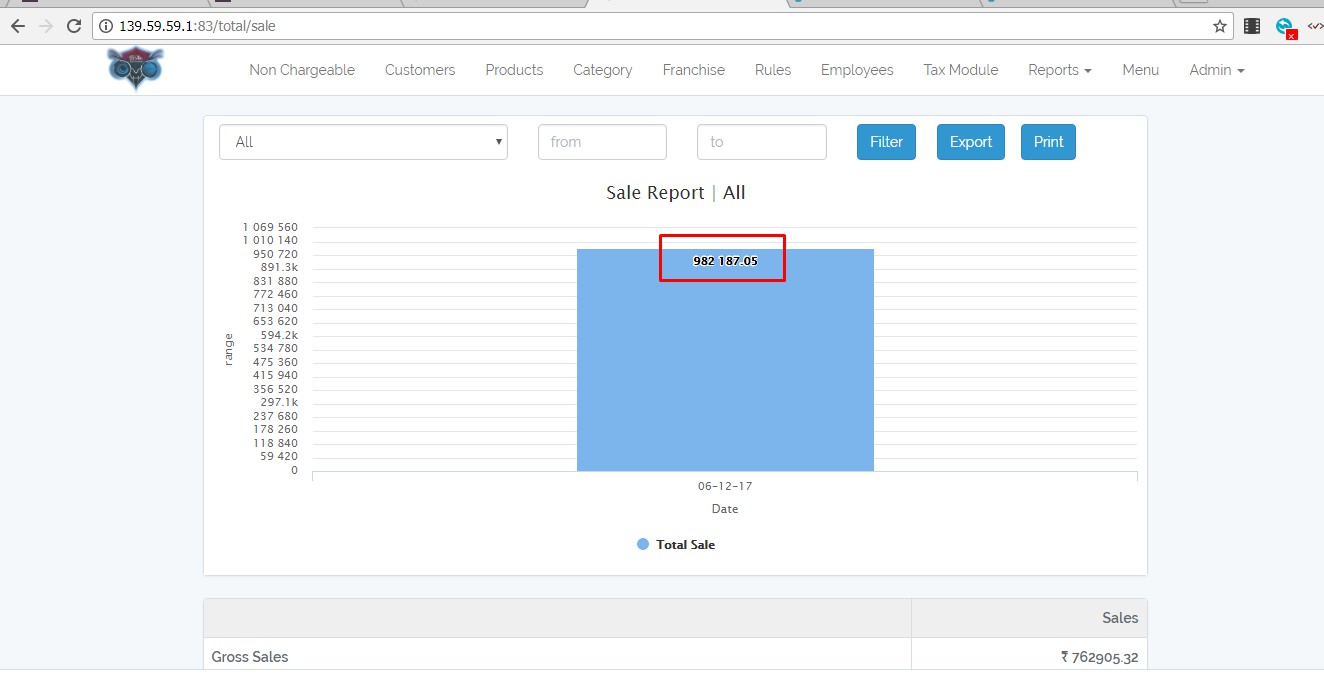 139.59.59.1:83/total/sale
Non Chargeable Customers Products Category Franchise Rules Employees Tax Module Reports Menu Admin
All from to Filter Export Print
Sale Report | All
1 069 560
1 010 140
950 720
891.3k
831 880
772 460
713 040
653 620
594.2k
534 780
475 360
415 940
356 520
297.1k
237 680
178 260
118 840
59 420
0
range
982 187.05
06-12-17
Date
Total Sale
Sales
Gross Sales ₹ 762905.32